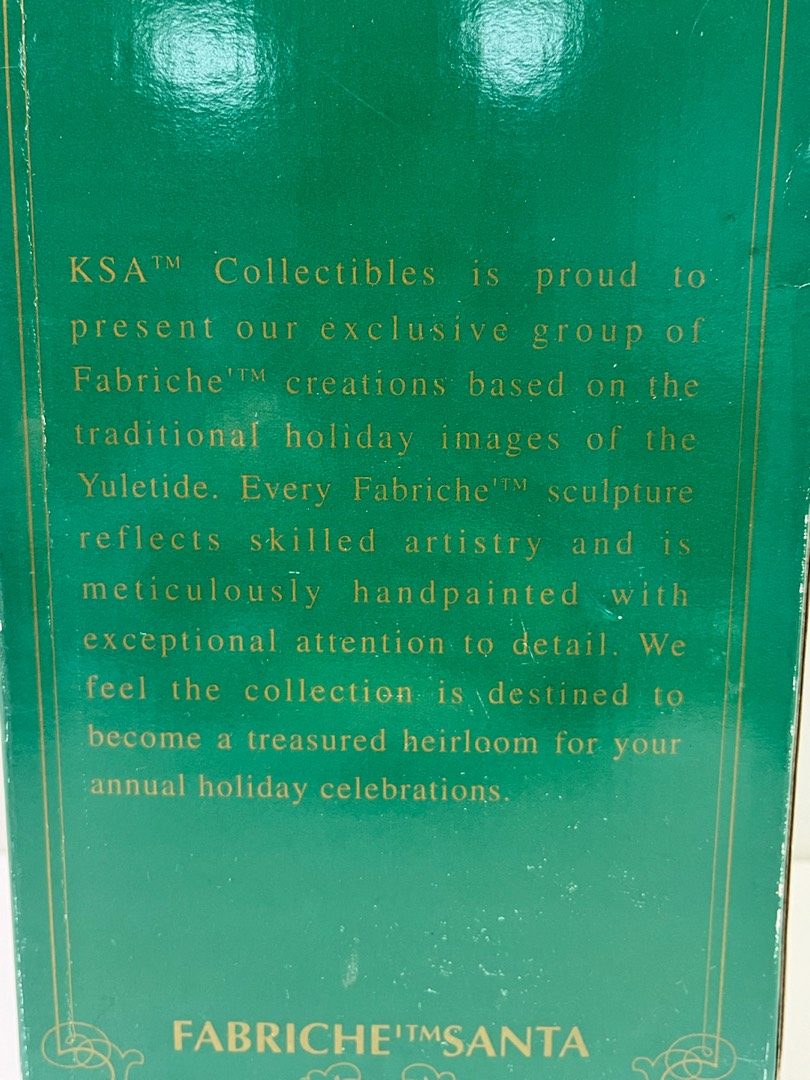 KSA™ Collectibles is proud to
present our exclusive group of
Fabriche'™ creations based on the
traditional holiday images of the
Yuletide. Every Fabriche'™ sculpture
reflects skilled artistry and is
meticulously handpainted with
exceptional attention to detail. We
feel the collection is destined to
become a treasured heirloom for your
annual holiday celebrations.
FABRICHE'™SANTA